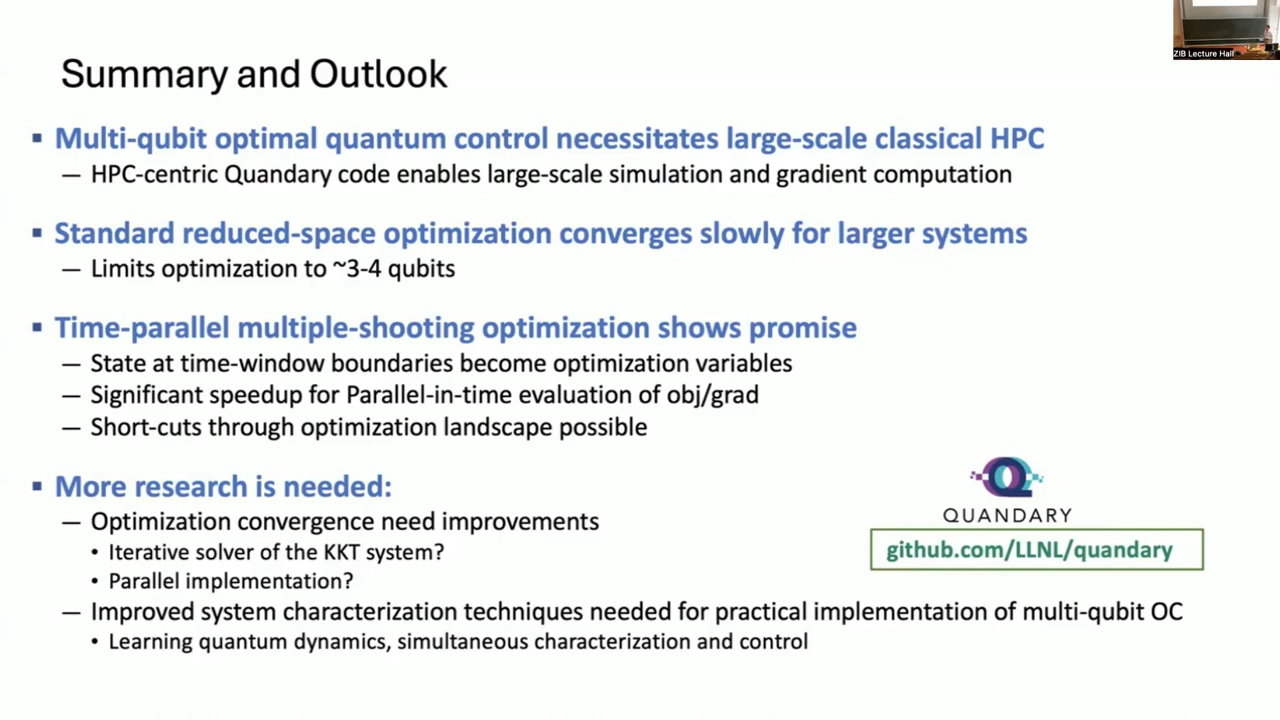 ZIB Lecture Hall
Summary and Outlook
▪ Multi-qubit optimal quantum control necessitates large-scale classical HPC
— HPC-centric Quandary code enables large-scale simulation and gradient computation
▪ Standard reduced-space optimization converges slowly for larger systems
— Limits optimization to ~3-4 qubits
▪ Time-parallel multiple-shooting optimization shows promise
— State at time-window boundaries become optimization variables
— Significant speedup for Parallel-in-time evaluation of obj/grad
— Short-cuts through optimization landscape possible
▪ More research is needed:
— Optimization convergence need improvements
• Iterative solver of the KKT system?
• Parallel implementation?
— Improved system characterization techniques needed for practical implementation of multi-qubit OC
• Learning quantum dynamics, simultaneous characterization and control
QUANDARY
github.com/LLNL/quandary